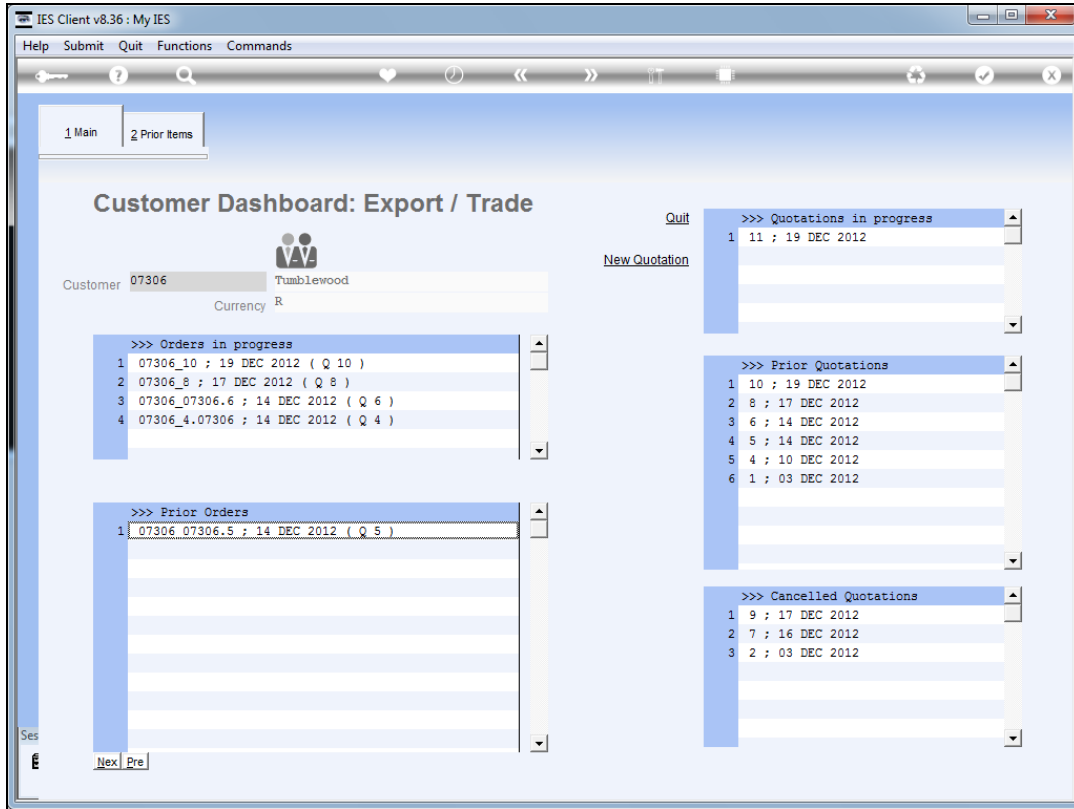 IES Client v8.36 : My IES
Help Submit Quit Functions Commands
1 Main
2 Prior Items
Customer Dashboard: Export / Trade
Customer 07306 Tumblewood
Currency R
Quit
New Quotation
>>> Orders in progress
1 07306_10 ; 19 DEC 2012 ( Q 10 )
2 07306_8 ; 17 DEC 2012 ( Q 8 )
3 07306_07306.6 ; 14 DEC 2012 ( Q 6 )
4 07306_4.07306 ; 14 DEC 2012 ( Q 4 )
>>> Prior Orders
1 07306_07306.5 ; 14 DEC 2012 ( Q 5 )
Nex Pre
>>> Quotations in progress
1 11 ; 19 DEC 2012
>>> Prior Quotations
1 10 ; 19 DEC 2012
2 8 ; 17 DEC 2012
3 6 ; 14 DEC 2012
4 5 ; 14 DEC 2012
5 4 ; 10 DEC 2012
6 1 ; 03 DEC 2012
>>> Cancelled Quotations
1 9 ; 17 DEC 2012
2 7 ; 16 DEC 2012
3 2 ; 03 DEC 2012
Ses